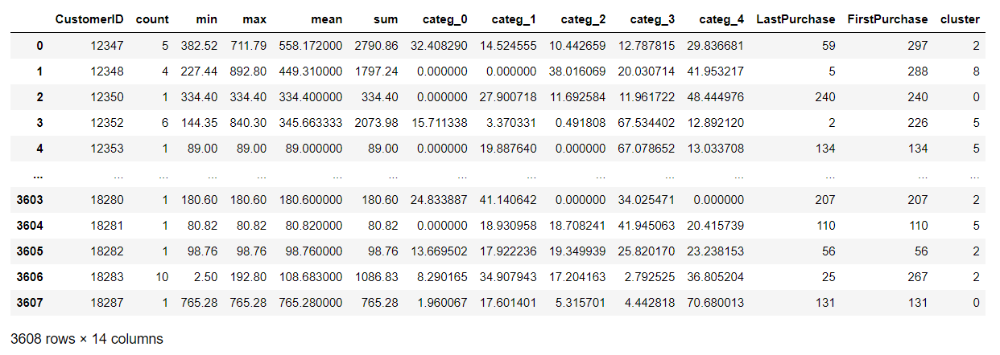 CustomerID count min max mean sum categ_0 categ_1 categ_2 categ_3 categ_4 LastPurchase FirstPurchase cluster
0 12347 5 382.52 711.79 558.172000 2790.86 32.408290 14.524555 10.442659 12.787815 29.836681 59 297 2
1 12348 4 227.44 892.80 449.310000 1797.24 0.000000 0.000000 38.016069 20.030714 41.953217 5 288 8
2 12350 1 334.40 334.40 334.400000 334.40 0.000000 27.900718 11.692584 11.961722 48.444976 240 240 0
3 12352 6 144.35 840.30 345.663333 2073.98 15.711338 3.370331 0.491808 67.534402 12.892120 2 226 5
4 12353 1 89.00 89.00 89.000000 89.00 0.000000 19.887640 0.000000 67.078652 13.033708 134 134 5
... ... ... ... ... ... ... ... ... ... ... ... ... ... ...
3603 18280 1 180.60 180.60 180.600000 180.60 24.833887 41.140642 0.000000 34.025471 0.000000 207 207 2
3604 18281 1 80.82 80.82 80.820000 80.82 0.000000 18.930958 18.708241 41.945063 20.415739 110 110 5
3605 18282 1 98.76 98.76 98.760000 98.76 13.669502 17.922236 19.349939 25.820170 23.238153 56 56 2
3606 18283 10 2.50 192.80 108.683000 1086.83 8.290165 34.907943 17.204163 2.792525 36.805204 25 267 2
3607 18287 1 765.28 765.28 765.280000 765.28 1.960067 17.601401 5.315701 4.442818 70.680013 131 131 0
3608 rows × 14 columns